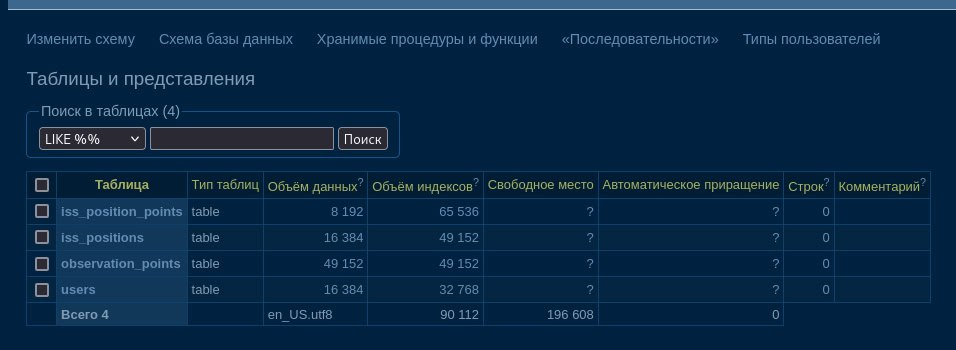 Изменить схему Схема базы данных Хранимые процедуры и функции «Последовательности» Типы пользователей
Таблицы и представления
Поиск в таблицах (4)
LIKE %% Поиск
Таблица Тип таблиц Объём данных? Объём индексов? Свободное место Автоматическое приращение Строк? Комментарий?
iss_position_points table 8 192 65 536 ? ? 0
iss_positions table 16 384 49 152 ? ? 0
observation_points table 49 152 49 152 ? ? 0
users table 16 384 32 768 ? ? 0
Всего 4 en_US.utf8 90 112 196 608 0